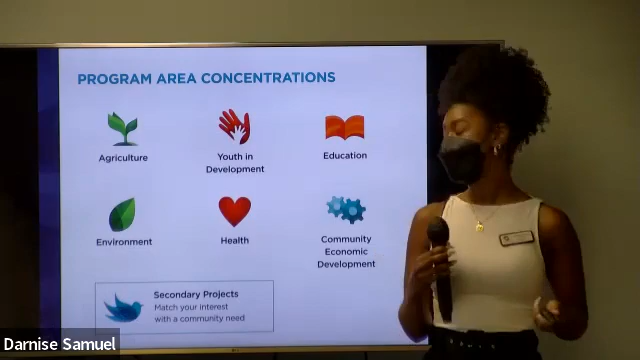 PROGRAM AREA CONCENTRATIONS
Agriculture
Youth in
Development
Education
Environment
Health
Community
Economic
Development
Secondary Projects
Match your interest
with a community need
Darnise Samuel